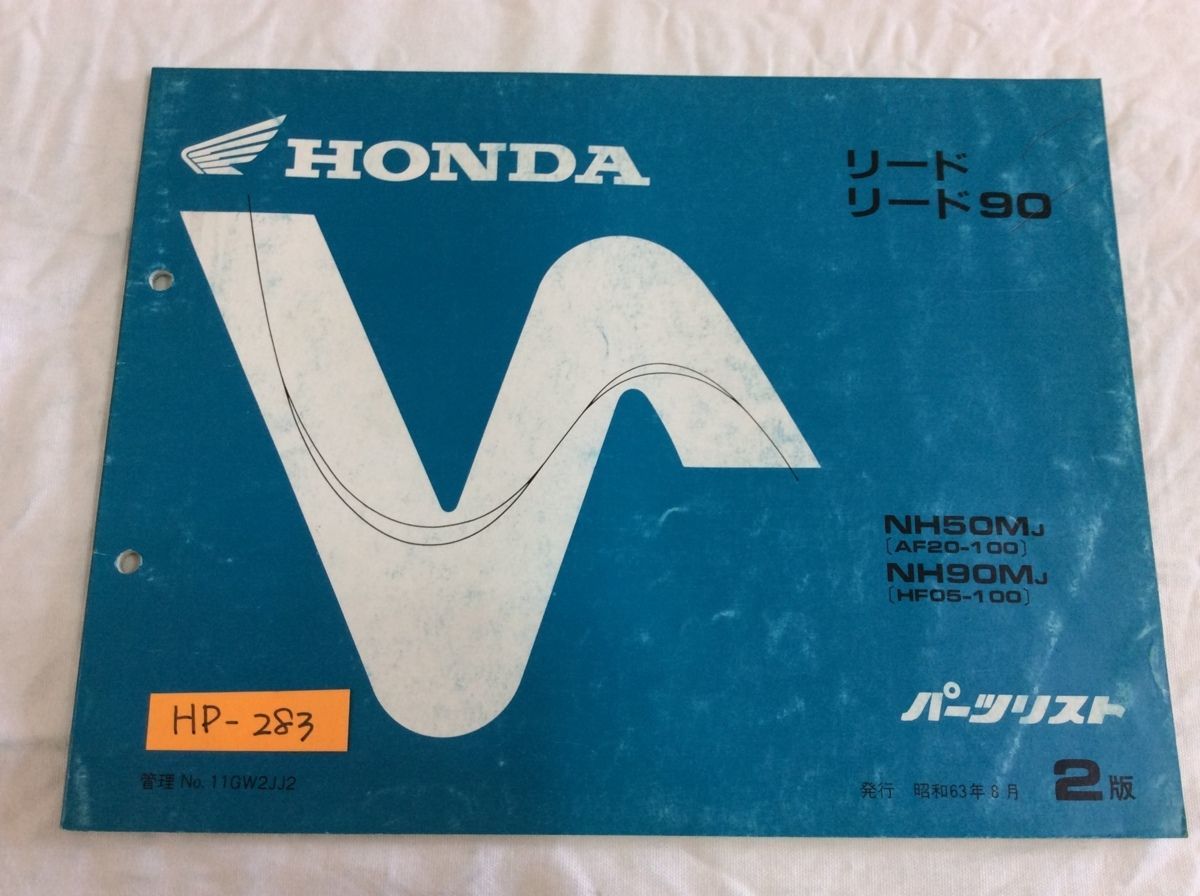 HONDA
リード
リード90
NH50MJ
〔AF20-100〕
NH90MJ
〔HF05-100〕
パーツリスト
HP-283
管理 No. 11GW2JJ2
発行 昭和63年8月 2版